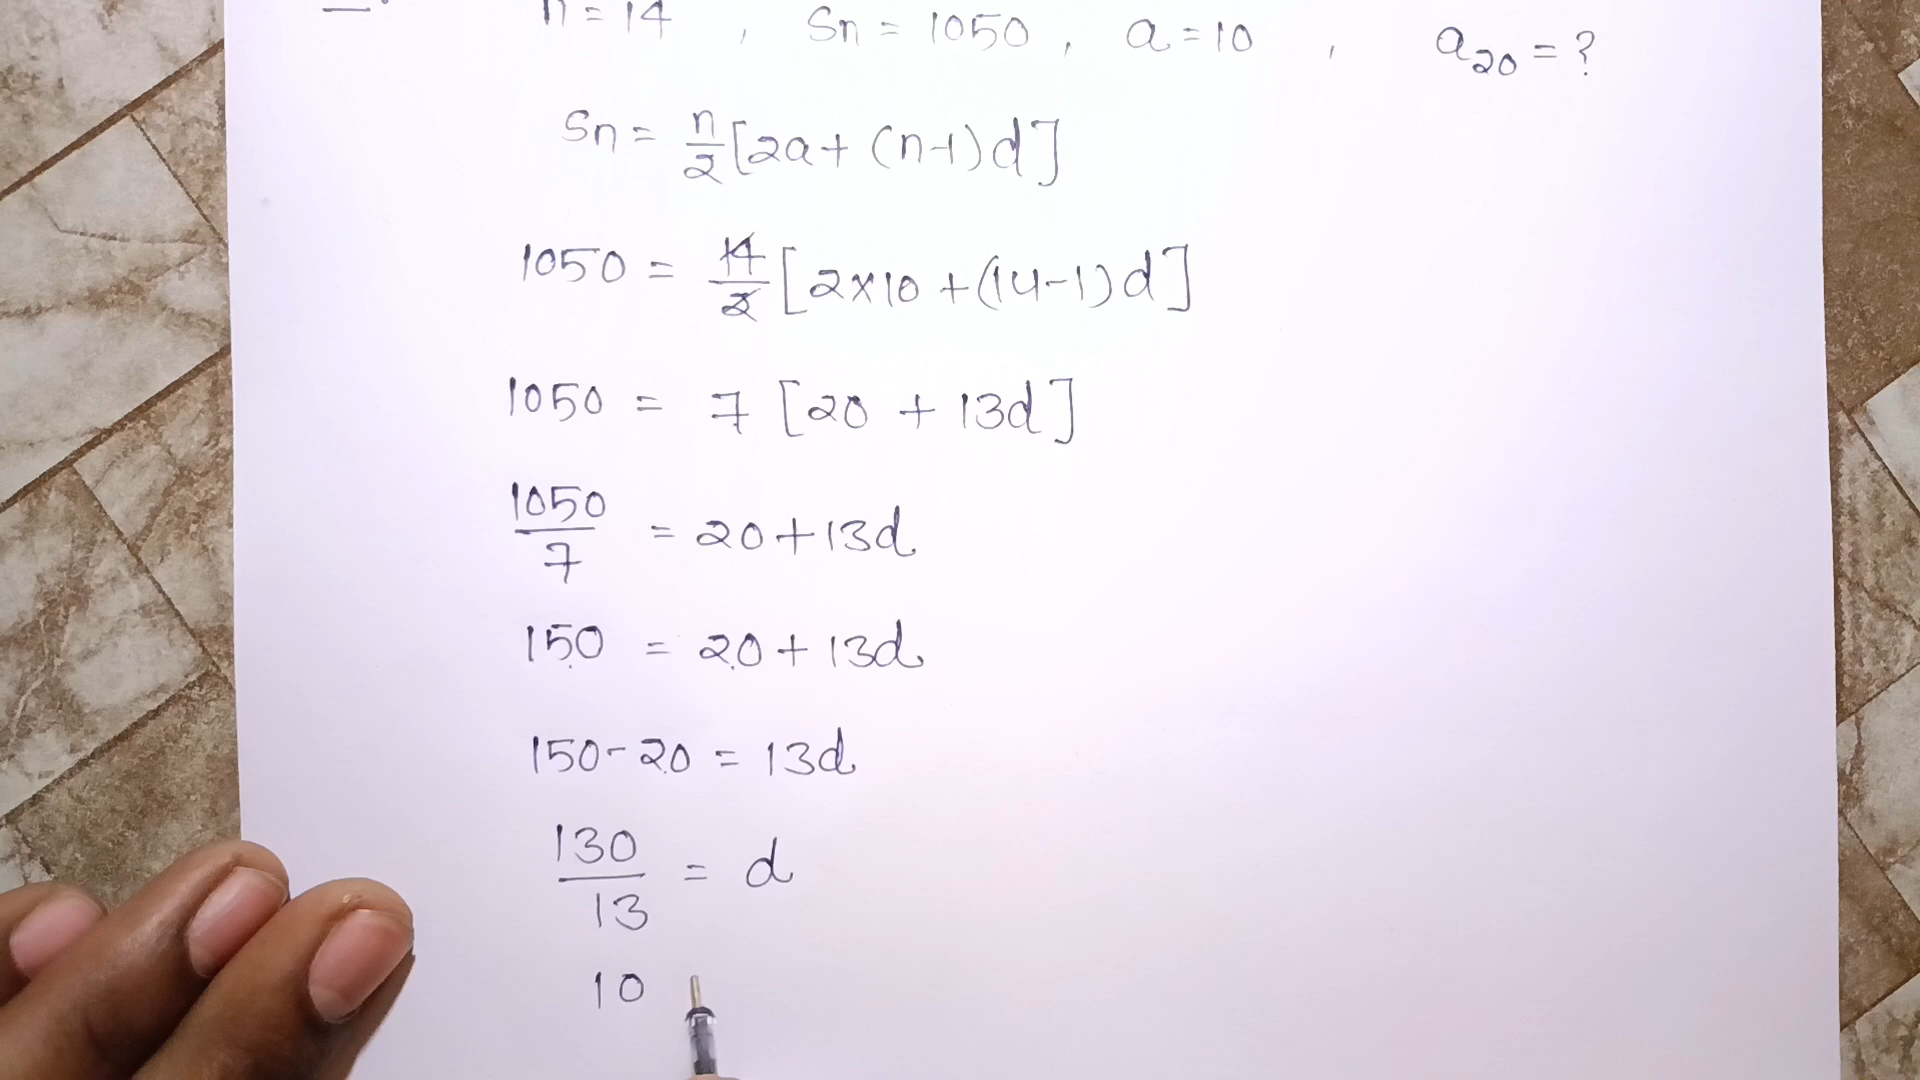 n = 14 , Sn = 1050 , a = 10 , a₂₀ = ?
Sn = n/2 [2a + (n-1)d]
1050 = 14/2 [2×10 + (14-1)d]
1050 = 7 [20 + 13d]
1050/7 = 20+13d
150 = 20+13d
150-20 = 13d
130/13 = d
10